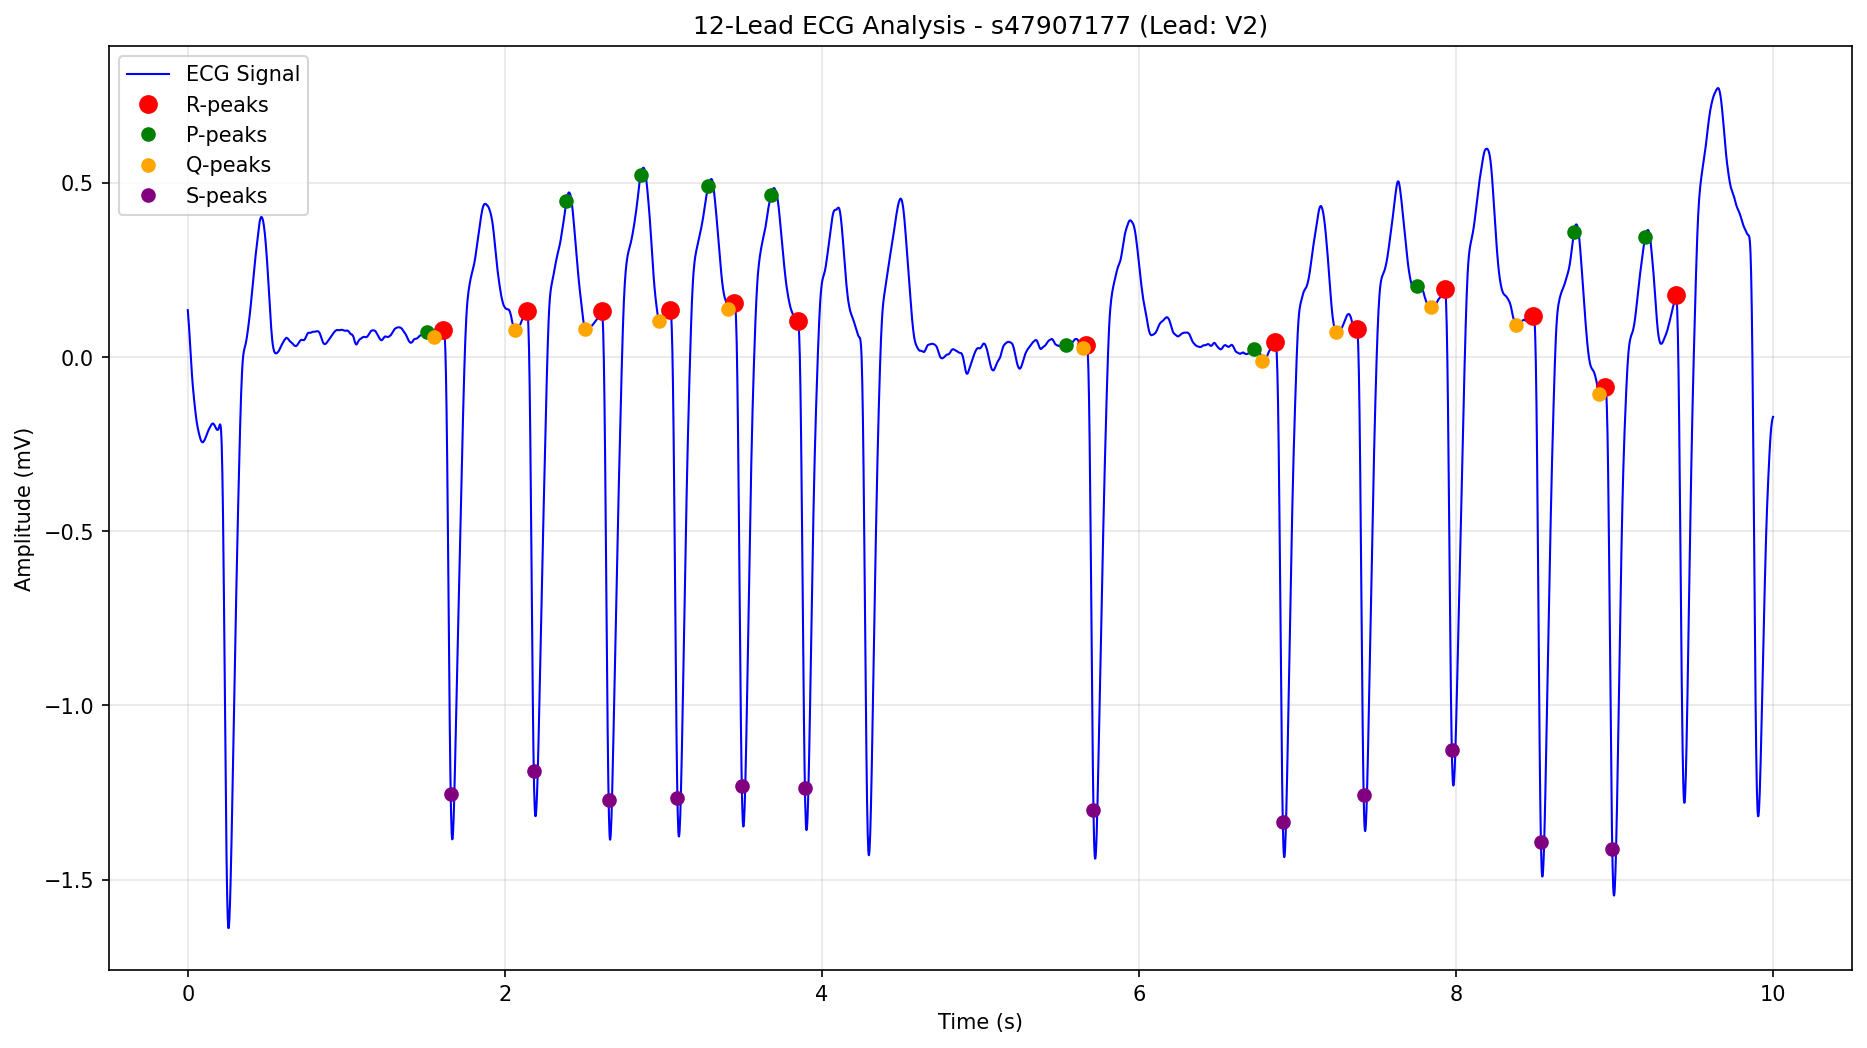 12-Lead ECG Analysis - s47907177 (Lead: V2)
ECG Signal
R-peaks
P-peaks
Q-peaks
S-peaks
0.5
0.0
−0.5
−1.0
−1.5
Amplitude (mV)
0 2 4 6 8 10
Time (s)